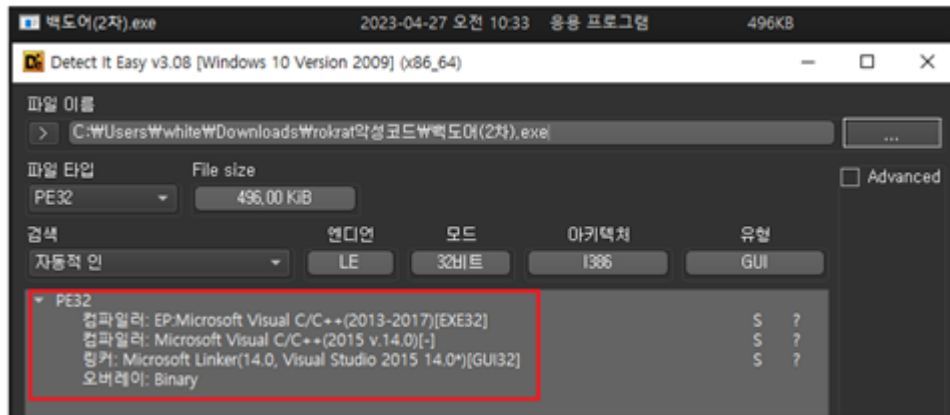 백도어(2차).exe 2023-04-27 오전 10:33 응용 프로그램 496KB
Detect It Easy v3.08 [Windows 10 Version 2009] (x86_64)
파일 이름
> C:₩Users₩white₩Downloads₩rokrat악성코드₩백도어(2차).exe ...
파일 타입 File size
PE32 496,00 KiB Advanced
검색 엔디언 모드 아키텍처 유형
자동적 인 LE 32비트 I386 GUI
PE32
컴파일러: EP:Microsoft Visual C/C++(2013-2017)[EXE32] S ?
컴파일러: Microsoft Visual C/C++(2015 v.14.0)[-] S ?
링커: Microsoft Linker(14.0, Visual Studio 2015 14.0*)[GUI32] S ?
오버레이: Binary